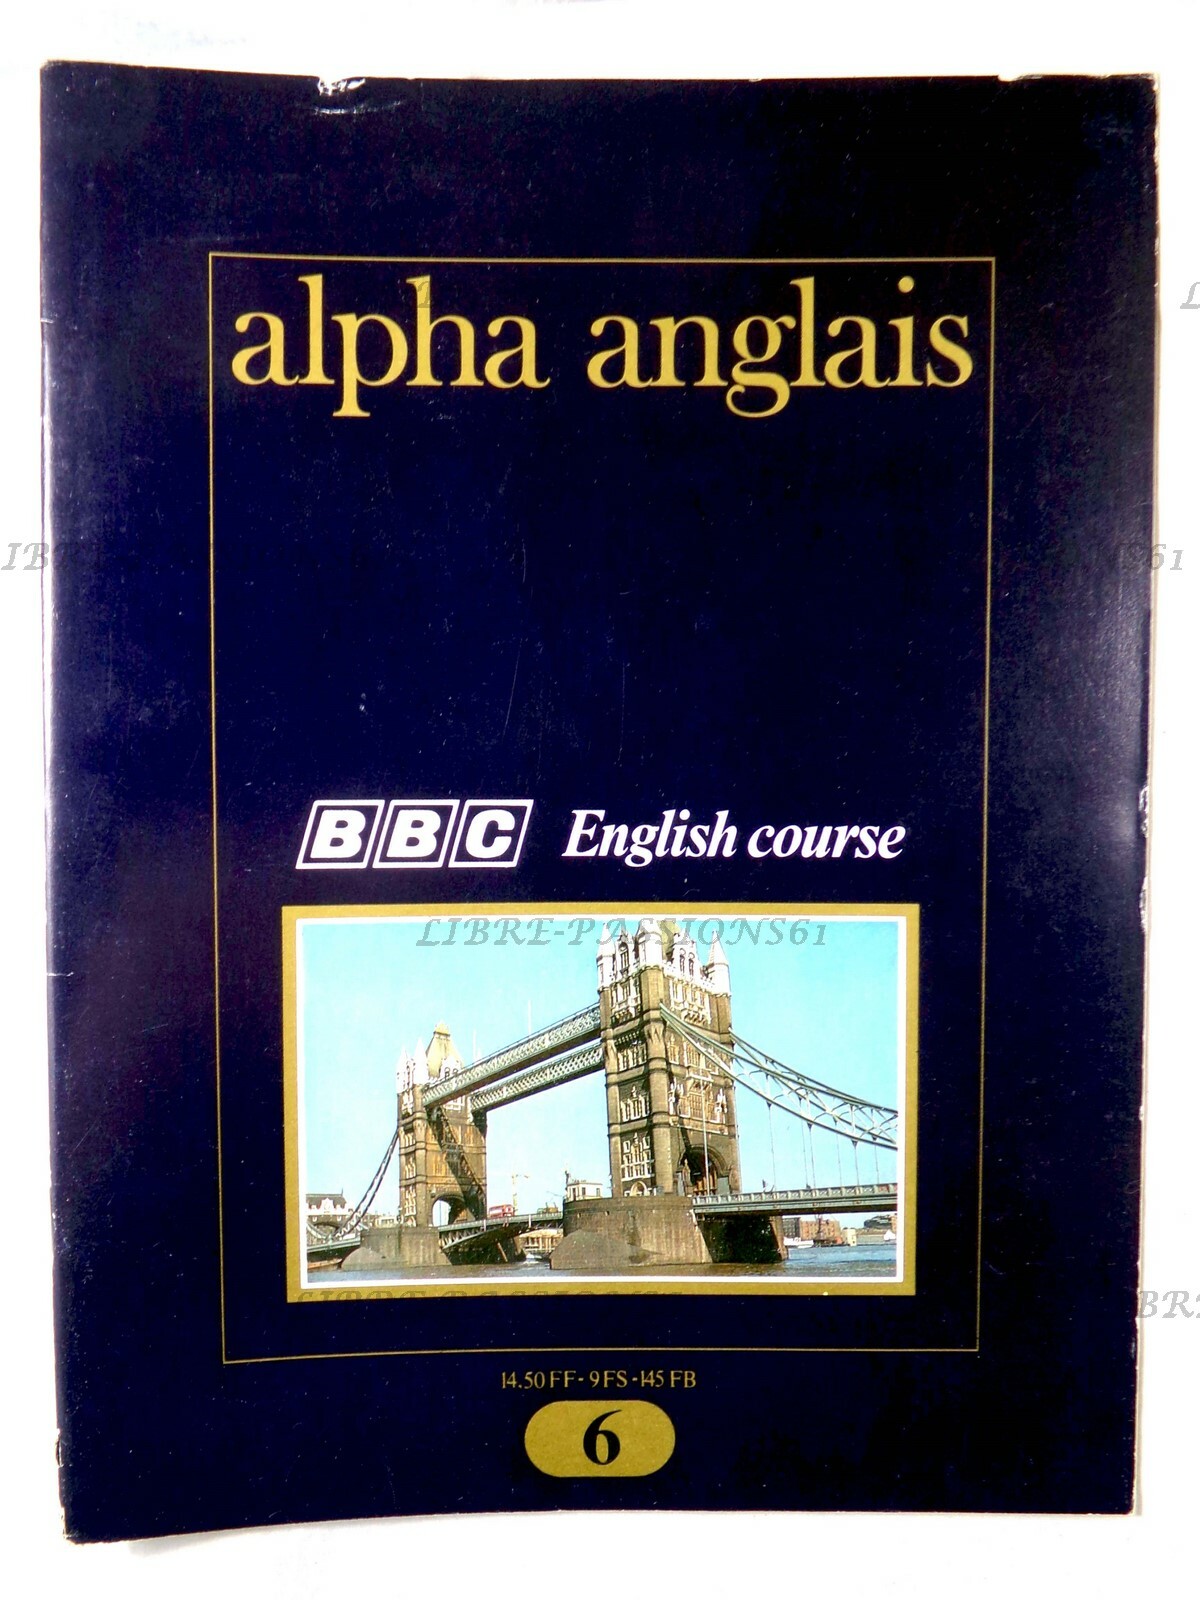 alpha anglais
BBC English course
LIBRE-PASSIONS61
14.50 FF - 9 FS - 145 FB
6